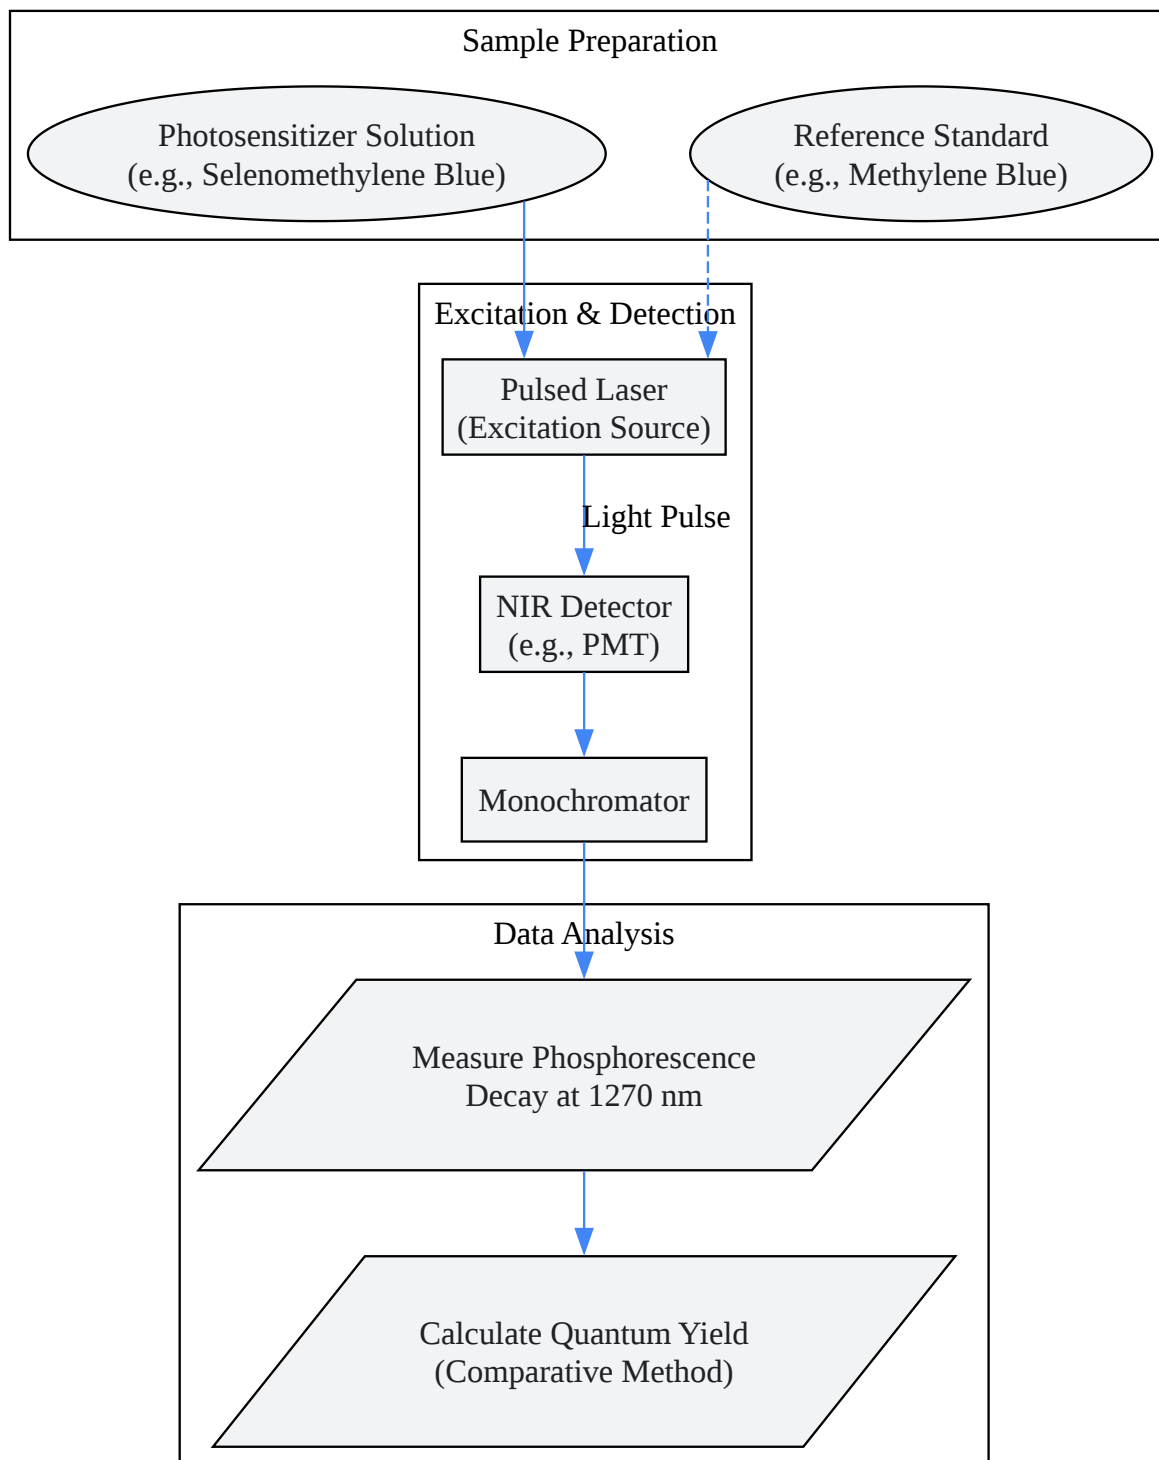 Sample Preparation
Photosensitizer Solution
(e.g., Selenomethylene Blue)
Reference Standard
(e.g., Methylene Blue)
Excitation & Detection
Pulsed Laser
(Excitation Source)
Light Pulse
NIR Detector
(e.g., PMT)
Monochromator
Data Analysis
Measure Phosphorescence
Decay at 1270 nm
Calculate Quantum Yield
(Comparative Method)